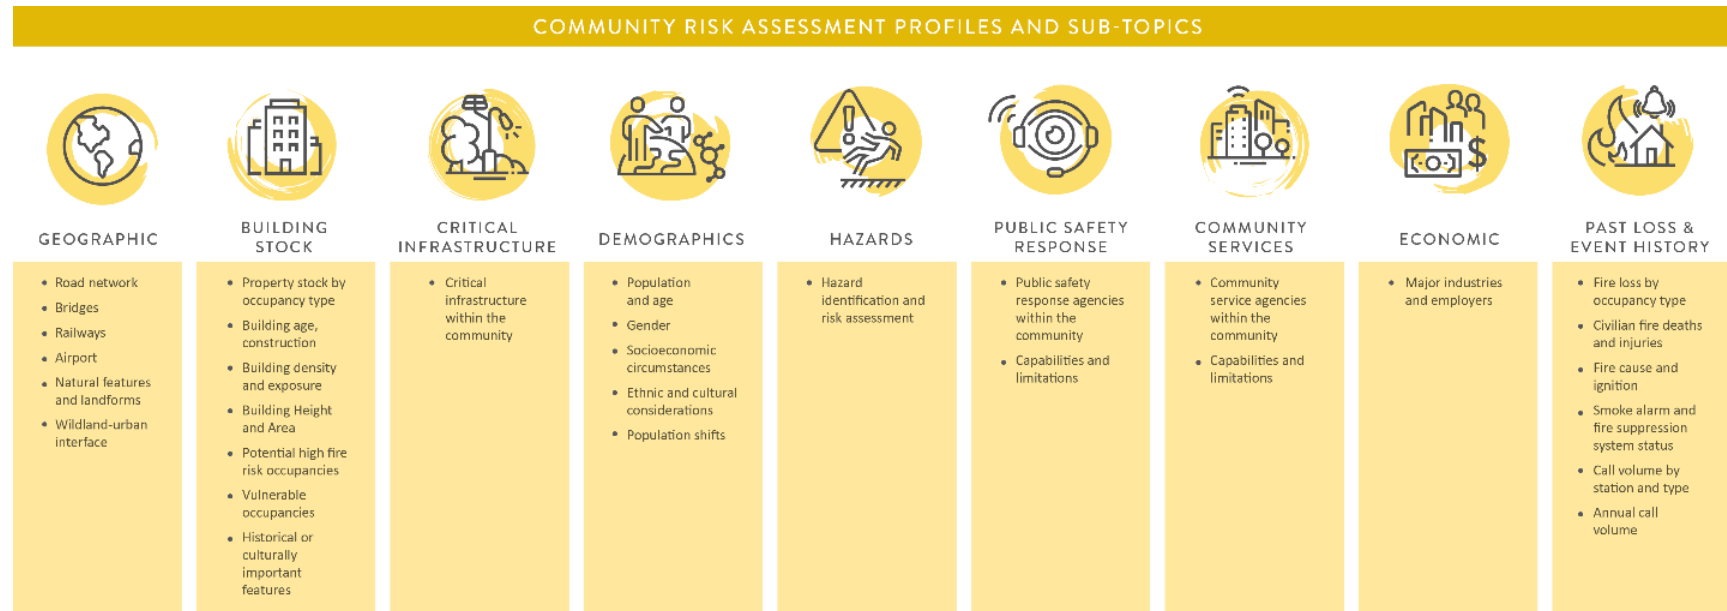 COMMUNITY RISK ASSESSMENT PROFILES AND SUB-TOPICS
GEOGRAPHIC
• Road network
• Bridges
• Railways
• Airport
• Natural features
and landforms
• Wildland-urban
interface
BUILDING
STOCK
• Property stock by
occupancy type
• Building age,
construction
• Building density
and exposure
• Building Height
and Area
• Potential high fire
risk occupancies
• Vulnerable
occupancies
• Historical or
culturally
important
features
CRITICAL
INFRASTRUCTURE
• Critical
infrastructure
within the
community
DEMOGRAPHICS
• Population
and age
• Gender
• Socioeconomic
circumstances
• Ethnic and cultural
considerations
• Population shifts
HAZARDS
• Hazard
identification and
risk assessment
PUBLIC SAFETY
RESPONSE
• Public safety
response agencies
within the
community
• Capabilities and
limitations
COMMUNITY
SERVICES
• Community
service agencies
within the
community
• Capabilities and
limitations
$
ECONOMIC
• Major industries
and employers
PAST LOSS &
EVENT HISTORY
• Fire loss by
occupancy type
• Civilian fire deaths
and injuries
• Fire cause and
ignition
• Smoke alarm and
fire suppression
system status
• Call volume by
station and type
• Annual call
volume